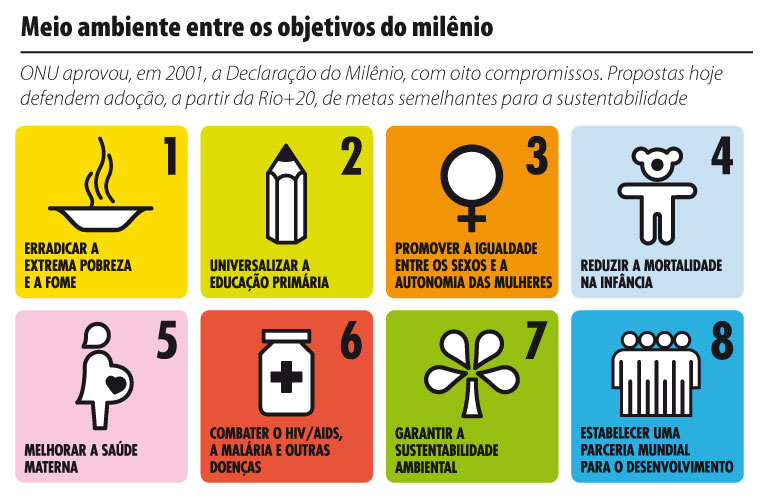 Meio ambiente entre os objetivos do milênio
ONU aprovou, em 2001, a Declaração do Milênio, com oito compromissos. Propostas hoje
defendem adoção, a partir da Rio+20, de metas semelhantes para a sustentabilidade
1
ERRADICAR A
EXTREMA POBREZA
E A FOME
2
UNIVERSALIZAR A
EDUCAÇÃO PRIMÁRIA
3
PROMOVER A IGUALDADE
ENTRE OS SEXOS E A
AUTONOMIA DAS MULHERES
4
REDUZIR A MORTALIDADE
NA INFÂNCIA
5
MELHORAR A SAÚDE
MATERNA
6
COMBATER O HIV/AIDS,
A MALÁRIA E OUTRAS
DOENÇAS
7
GARANTIR A
SUSTENTABILIDADE
AMBIENTAL
8
ESTABELECER UMA
PARCERIA MUNDIAL
PARA O DESENVOLVIMENTO